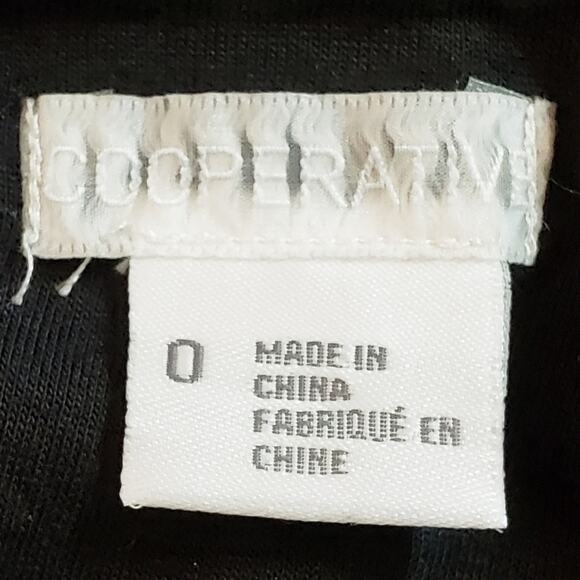 COOPERATIVE
0
MADE IN
CHINA
FABRIQUÉ EN
CHINE